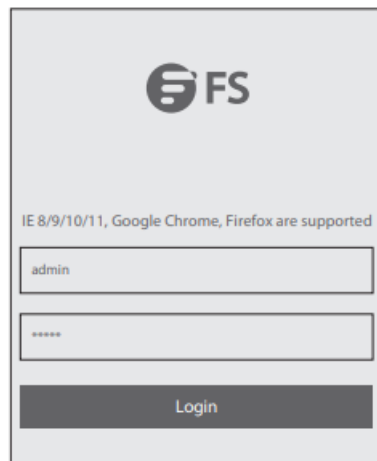 FS
IE 8/9/10/11, Google Chrome, Firefox are supported
admin
*****
Login